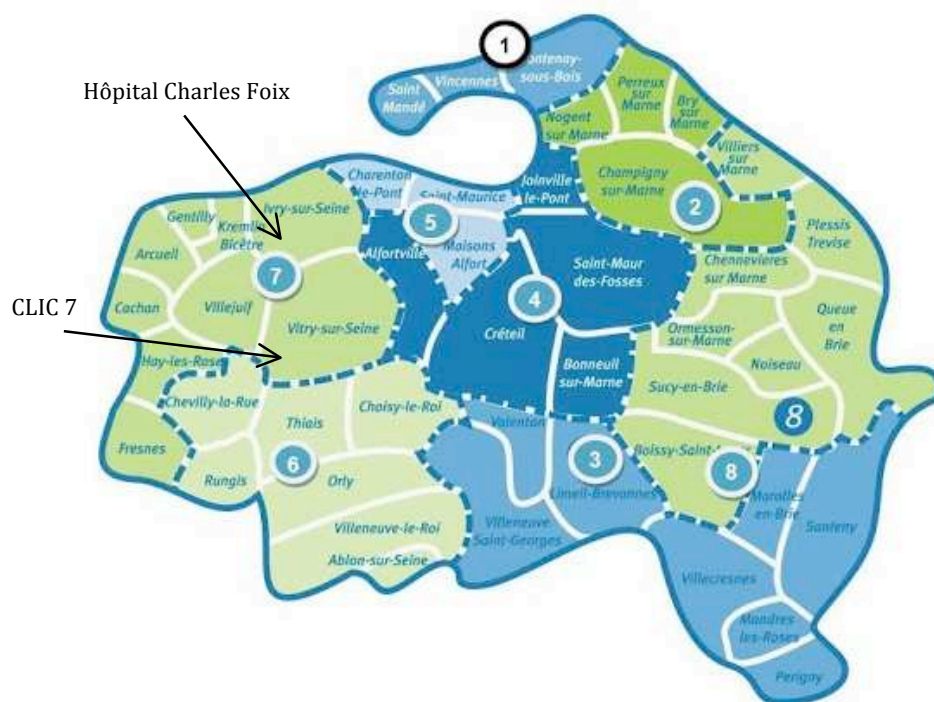 1
Fontenay-
sous-Bois
Vincennes
Saint
Mandé
Hôpital Charles Foix
Perreux
sur
Marne
Bry
sur
Marne
Nogent
sur Marne
Villiers
sur
Marne
Charenton
le-Pont
Saint-Maurice
Joinville
le-Pont
Champigny
sur-Marne
2
Gentilly
Kremlin
Bicêtre
Ivry-sur-Seine
5
Maisons
Alfort
Alfortville
Plessis
Trevise
Arcueil
7
Saint-Maur
des-Fosses
Chennevieres
sur Marne
4
CLIC 7
Cachan
Villejuif
Vitry-sur-Seine
Créteil
Queue
en
Brie
Ormesson-
sur-Marne
Noiseau
Hay-les-Rose
Bonneuil
sur-Marne
Sucy-en-Brie
8
Chevilly-la-Rue
Thiais
Choisy-le-Roi
Valenton
Fresnes
Rungis
6
Orly
3
Limeil-Brevannes
Boissy-Saint-
8
Marolles
en-Brie
Santeny
Villeneuve-le-Roi
Villeneuve
Saint-Georges
Ablon-sur-Seine
Villecresnes
Mandres
les-Roses
Perigny